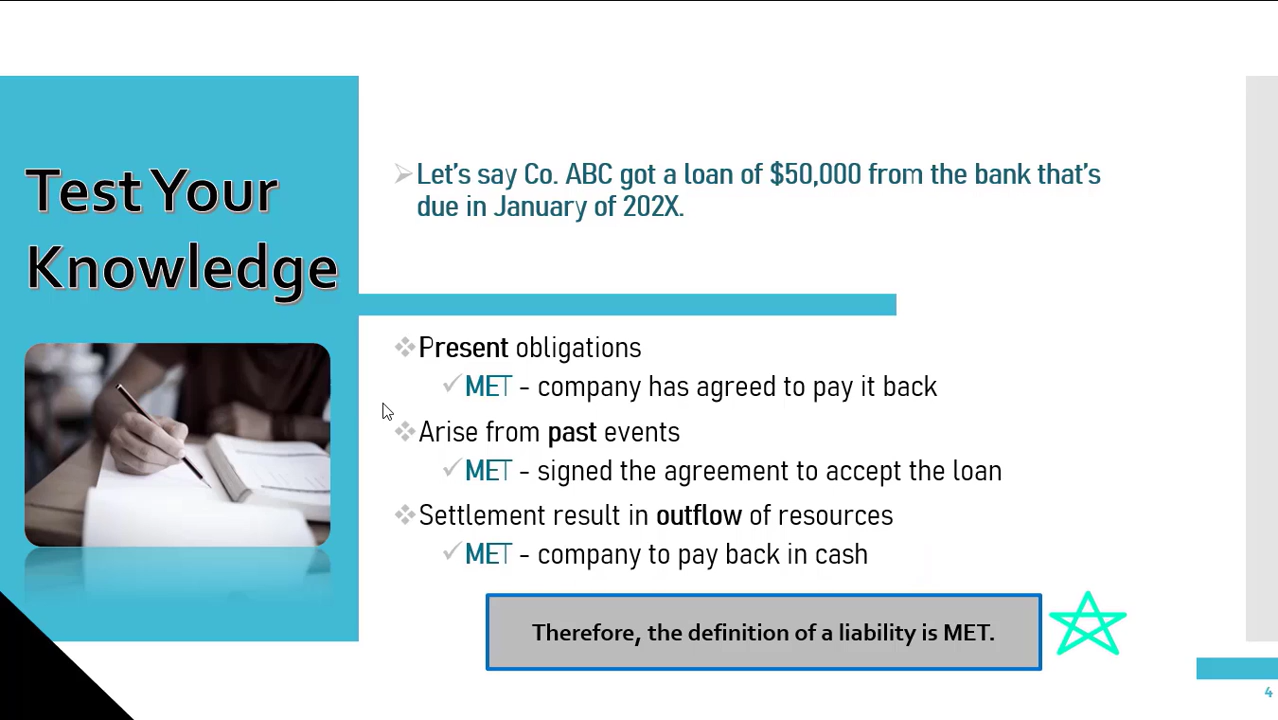 Test Your
Knowledge
Let's say Co. ABC got a loan of $50,000 from the bank that's
due in January of 202X.
Present obligations
MET - company has agreed to pay it back
Arise from past events
MET - signed the agreement to accept the loan
Settlement result in outflow of resources
MET - company to pay back in cash
Therefore, the definition of a liability is MET.
4